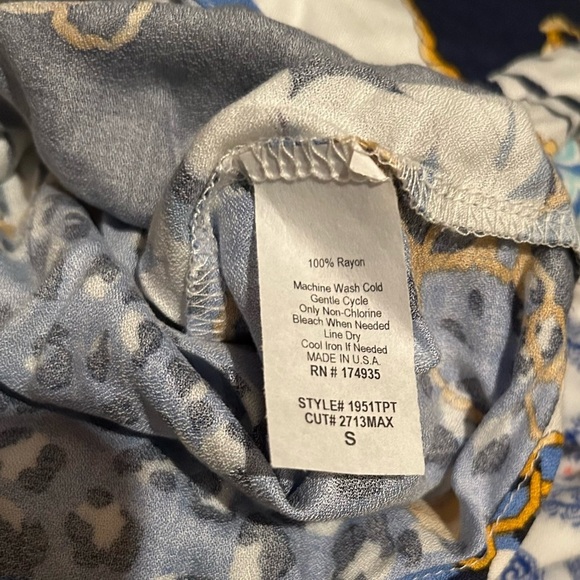 100% Rayon
Machine Wash Cold
Gentle Cycle
Only Non-Chlorine
Bleach When Needed
Line Dry
Cool Iron If Needed
MADE IN U.S.A.
RN # 174935
STYLE# 1951TPT
CUT# 2713MAX
S